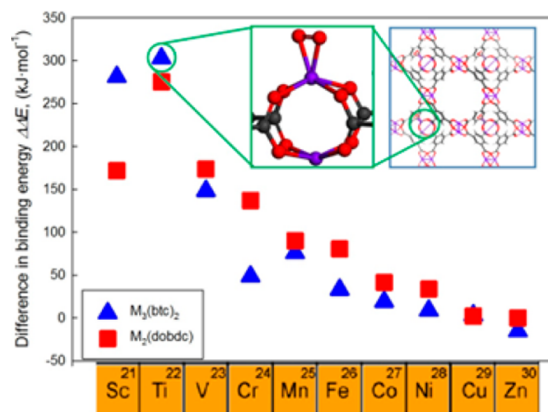 Difference in binding energy ΔΔE, (kJ·mol⁻¹)
350
300
250
200
150
100
50
0
-50
M₃(btc)₂
M₂(dobdc)
21 22 23 24 25 26 27 28 29 30
Sc Ti V Cr Mn Fe Co Ni Cu Zn